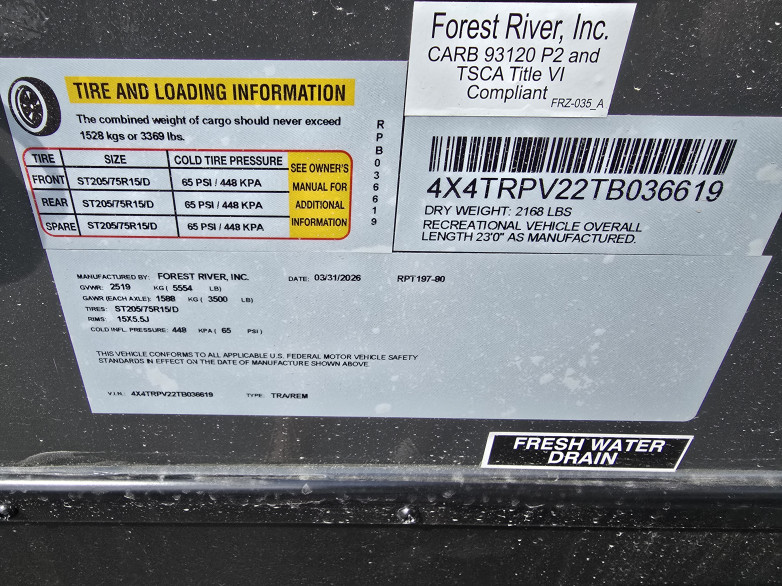 Forest River, Inc.
CARB 93120 P2 and
TSCA Title VI
Compliant
FRZ-035_A
TIRE AND LOADING INFORMATION
The combined weight of cargo should never exceed
1528 kgs or 3369 lbs.
TIRE SIZE COLD TIRE PRESSURE
FRONT ST205/75R15/D 65 PSI / 448 KPA
REAR ST205/75R15/D 65 PSI / 448 KPA
SPARE ST205/75R15/D 65 PSI / 448 KPA
SEE OWNER'S
MANUAL FOR
ADDITIONAL
INFORMATION
RPB036619
4X4TRPV22TB036619
DRY WEIGHT: 2168 LBS
RECREATIONAL VEHICLE OVERALL
LENGTH 23'0" AS MANUFACTURED.
MANUFACTURED BY: FOREST RIVER, INC. DATE: 03/31/2026 RPT197-80
GVWR: 2519 KG ( 5554 LB)
GAWR (EACH AXLE): 1588 KG ( 3500 LB)
TIRES: ST205/75R15/D
RIMS: 15X5.5J
COLD INFL. PRESSURE: 448 KPA ( 65 PSI )
THIS VEHICLE CONFORMS TO ALL APPLICABLE U.S. FEDERAL MOTOR VEHICLE SAFETY
STANDARDS IN EFFECT ON THE DATE OF MANUFACTURE SHOWN ABOVE
V.I.N.: 4X4TRPV22TB036619 TYPE: TRA/REM
FRESH WATER
DRAIN